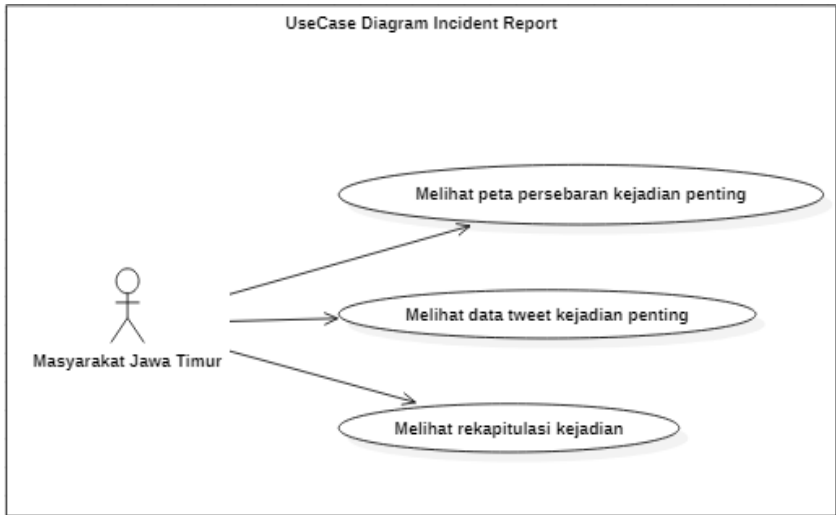 UseCase Diagram Incident Report
Melihat peta persebaran kejadian penting
Melihat data tweet kejadian penting
Masyarakat Jawa Timur
Melihat rekapitulasi kejadian